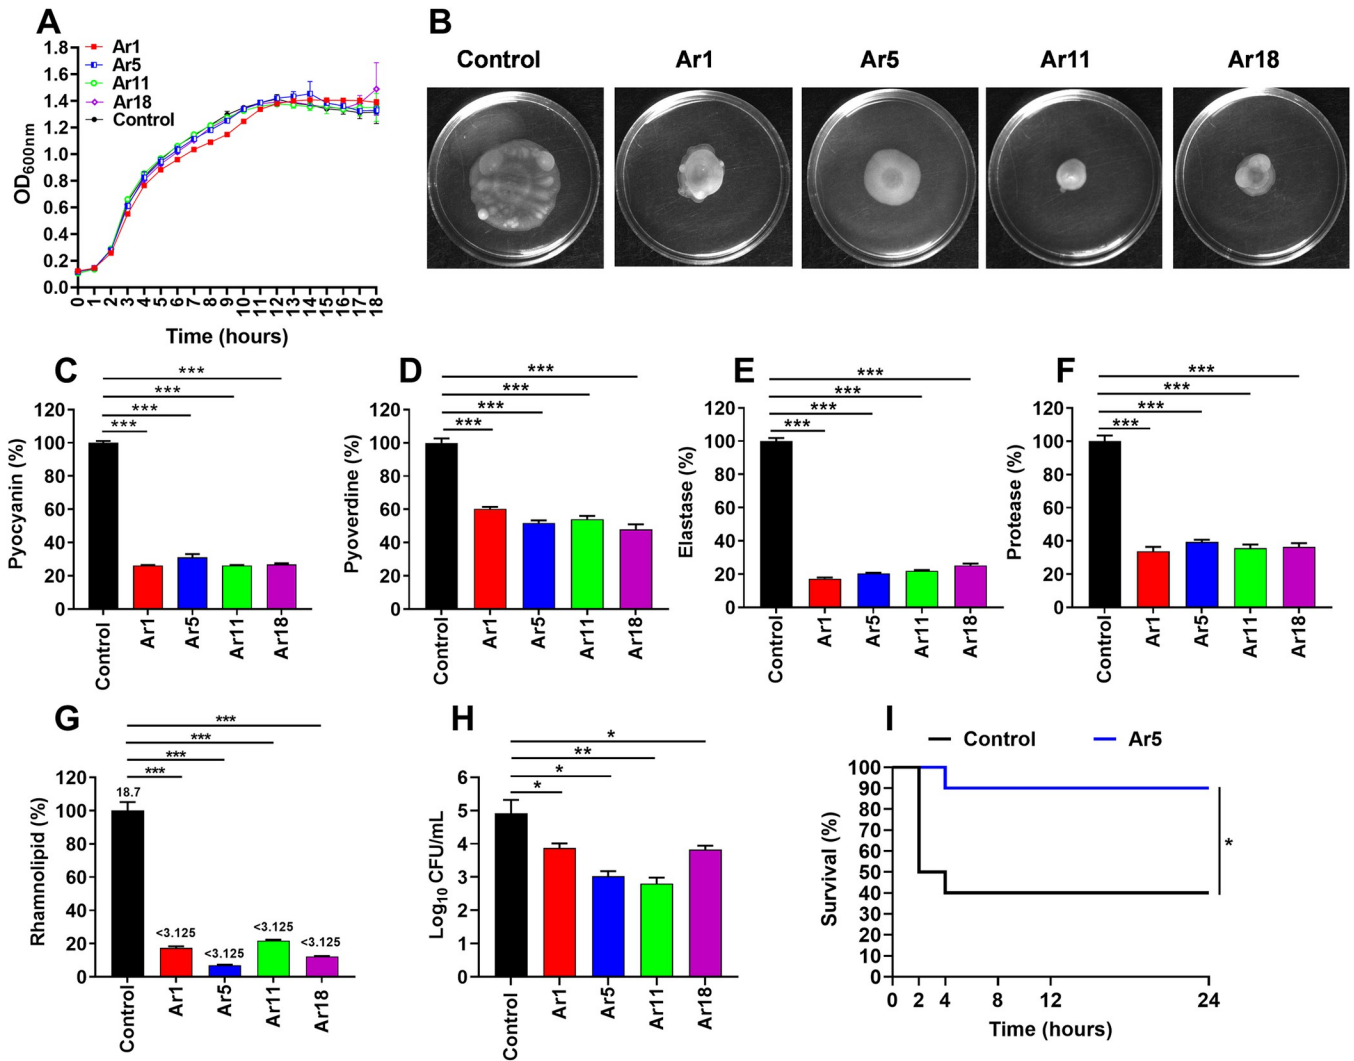 A
1.8
1.6
1.4
1.2
1.0
0.8
0.6
0.4
0.2
0.0
OD600nm
Ar1
Ar5
Ar11
Ar18
Control
0 1 2 3 4 5 6 7 8 9 10 11 12 13 14 15 16 17 18
Time (hours)
B
Control Ar1 Ar5 Ar11 Ar18
C
***
***
***
***
120
100
80
60
40
20
0
Pyocyanin (%)
Control Ar1 Ar5 Ar11 Ar18
D
***
***
***
***
120
100
80
60
40
20
0
Pyoverdine (%)
Control Ar1 Ar5 Ar11 Ar18
E
***
***
***
***
120
100
80
60
40
20
0
Elastase (%)
Control Ar1 Ar5 Ar11 Ar18
F
***
***
***
***
120
100
80
60
40
20
0
Protease (%)
Control Ar1 Ar5 Ar11 Ar18
G
***
***
***
***
120
100
80
60
40
20
0
Rhamnolipid (%)
18.7
<3.125 <3.125 <3.125 <3.125
Control Ar1 Ar5 Ar11 Ar18
H
*
**
*
*
6
5
4
3
2
1
0
Log10 CFU/mL
Control Ar1 Ar5 Ar11 Ar18
I
Control Ar5
100
90
80
70
60
50
40
30
20
10
0
Survival (%)
*
0 2 4 8 12 24
Time (hours)